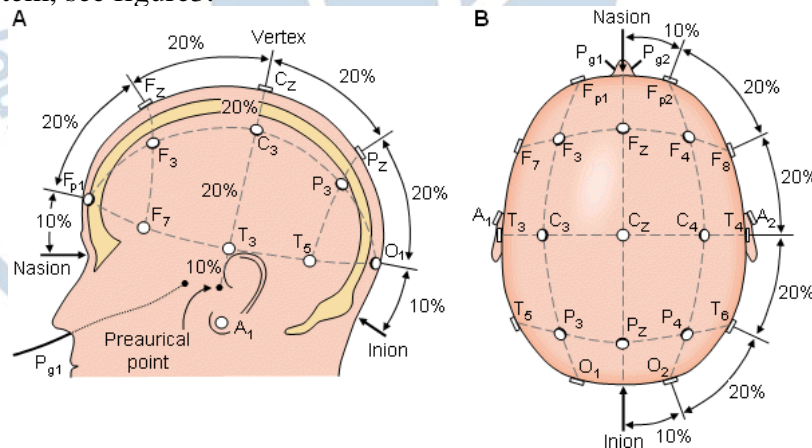 tem, see figure3.
A
Vertex
20%
20%
FZ
CZ
20%
20%
F3
C3
PZ
Fp1
20%
P3
20%
10%
F7
T3
T5
O1
Nasion
10%
10%
A1
Preaurical
point
Inion
Pg1
B
Nasion
10%
Pg1
Pg2
Fp1
Fp2
20%
F7
F3
FZ
F4
F8
20%
A1
T3
C3
CZ
C4
T4
A2
T5
P3
PZ
P4
T6
20%
O1
O2
20%
Inion
10%